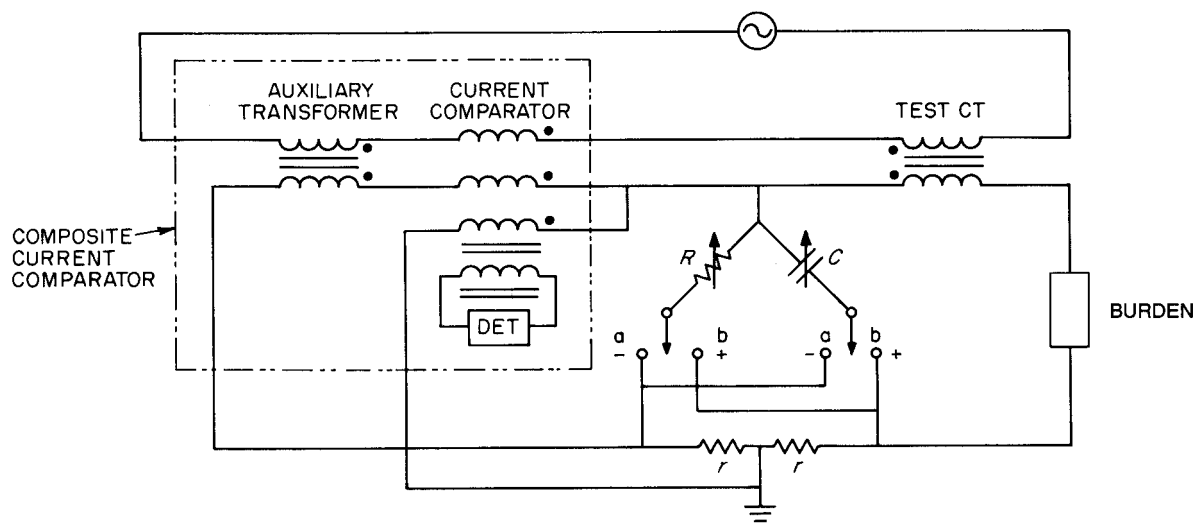 AUXILIARY
TRANSFORMER
CURRENT
COMPARATOR
TEST CT
COMPOSITE
CURRENT
COMPARATOR
R
C
DET
BURDEN
a
b
a
b
-
+
-
+
r
r